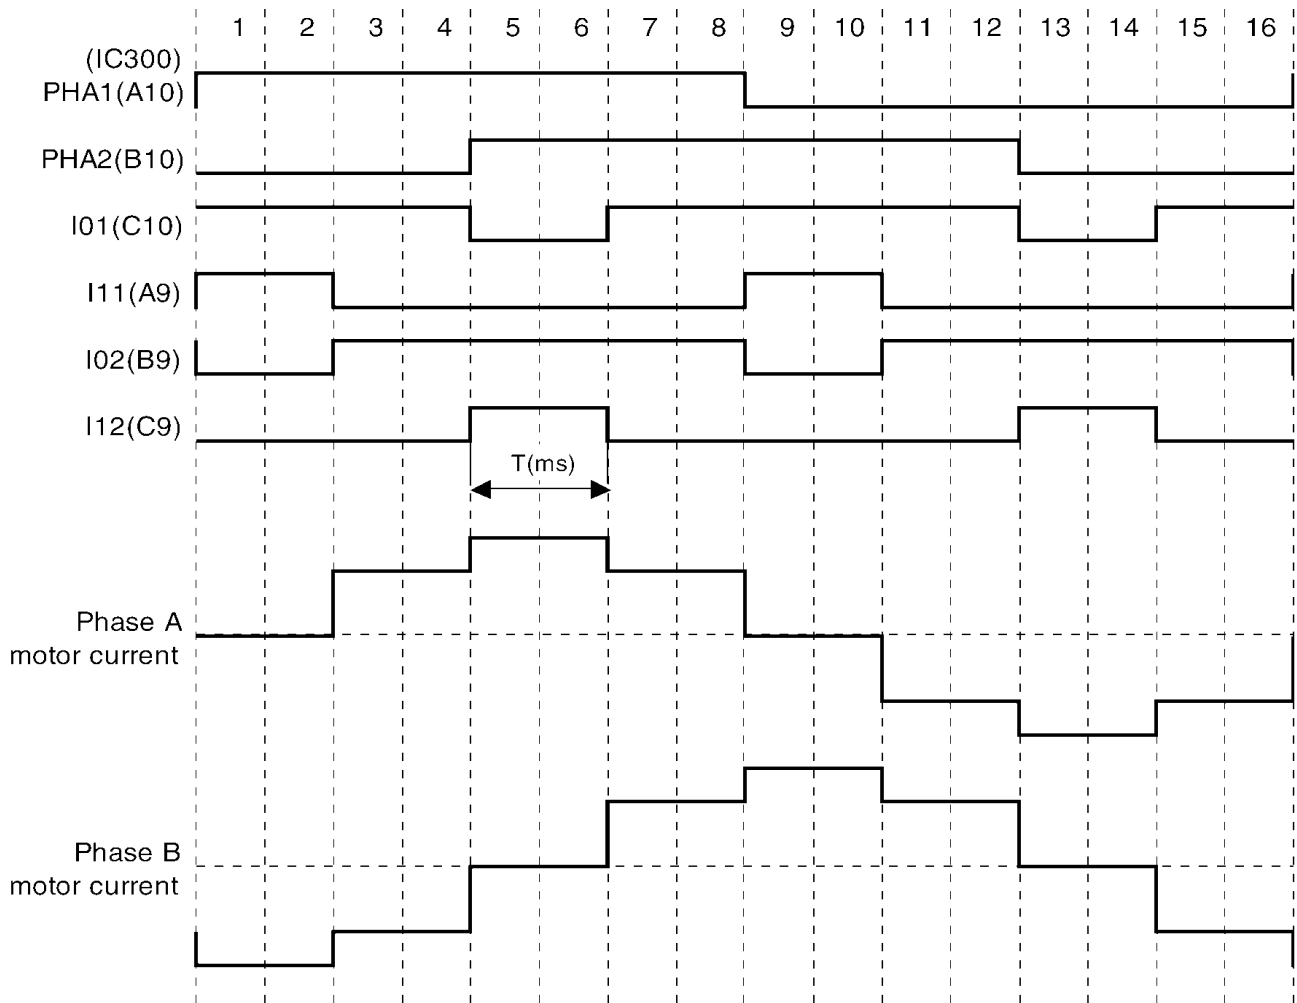 1 2 3 4 5 6 7 8 9 10 11 12 13 14 15 16
(IC300)
PHA1(A10)
PHA2(B10)
I01(C10)
I11(A9)
I02(B9)
I12(C9)
T(ms)
Phase A
motor current
Phase B
motor current